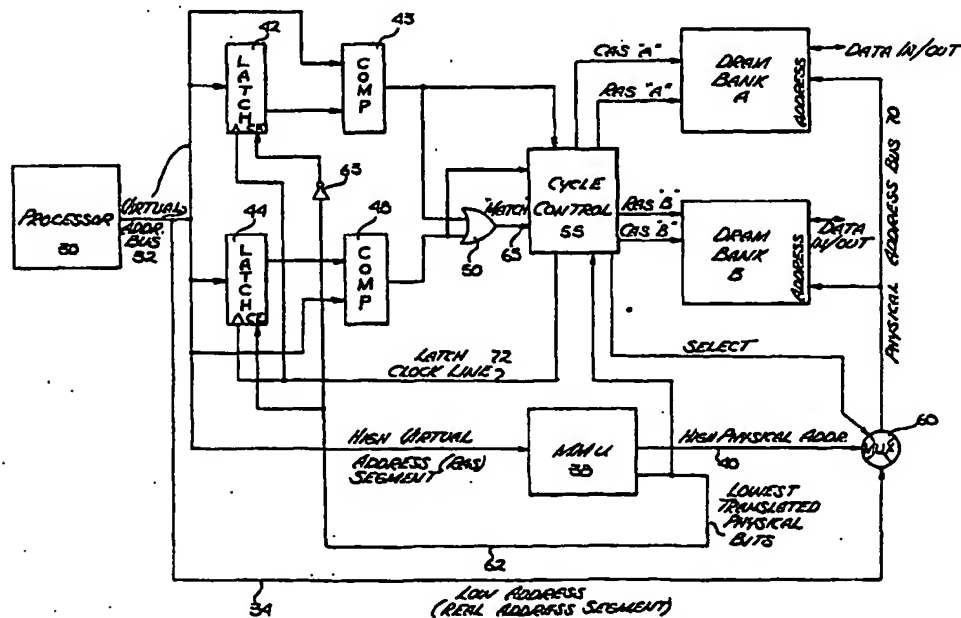 42
LATCH
CE
43
COMP
CAS "A"
RAS "A"
DRAM BANK A
ADDRESS
DATA IN/OUT
PROCESSOR
30
VIRTUAL
ADDR.
BUS
32
63
44
LATCH
CE
48
COMP
50
"MATCH"
65
CYCLE
CONTROL
55
RAS "B"
CAS "B"
DRAM
BANK
B
ADDRESS
DATA
IN/OUT
PHYSICAL ADDRESS BUS 70
SELECT
LATCH 72
CLOCK LINE
HIGH VIRTUAL
ADDRESS (RAS)
SEGMENT
MMU
38
HIGH PHYSICAL ADDR.
40
60
MUX
LOWEST
TRANSLATED
PHYSICAL
BITS
62
34
LOW ADDRESS
(REAL ADDRESS SEGMENT)